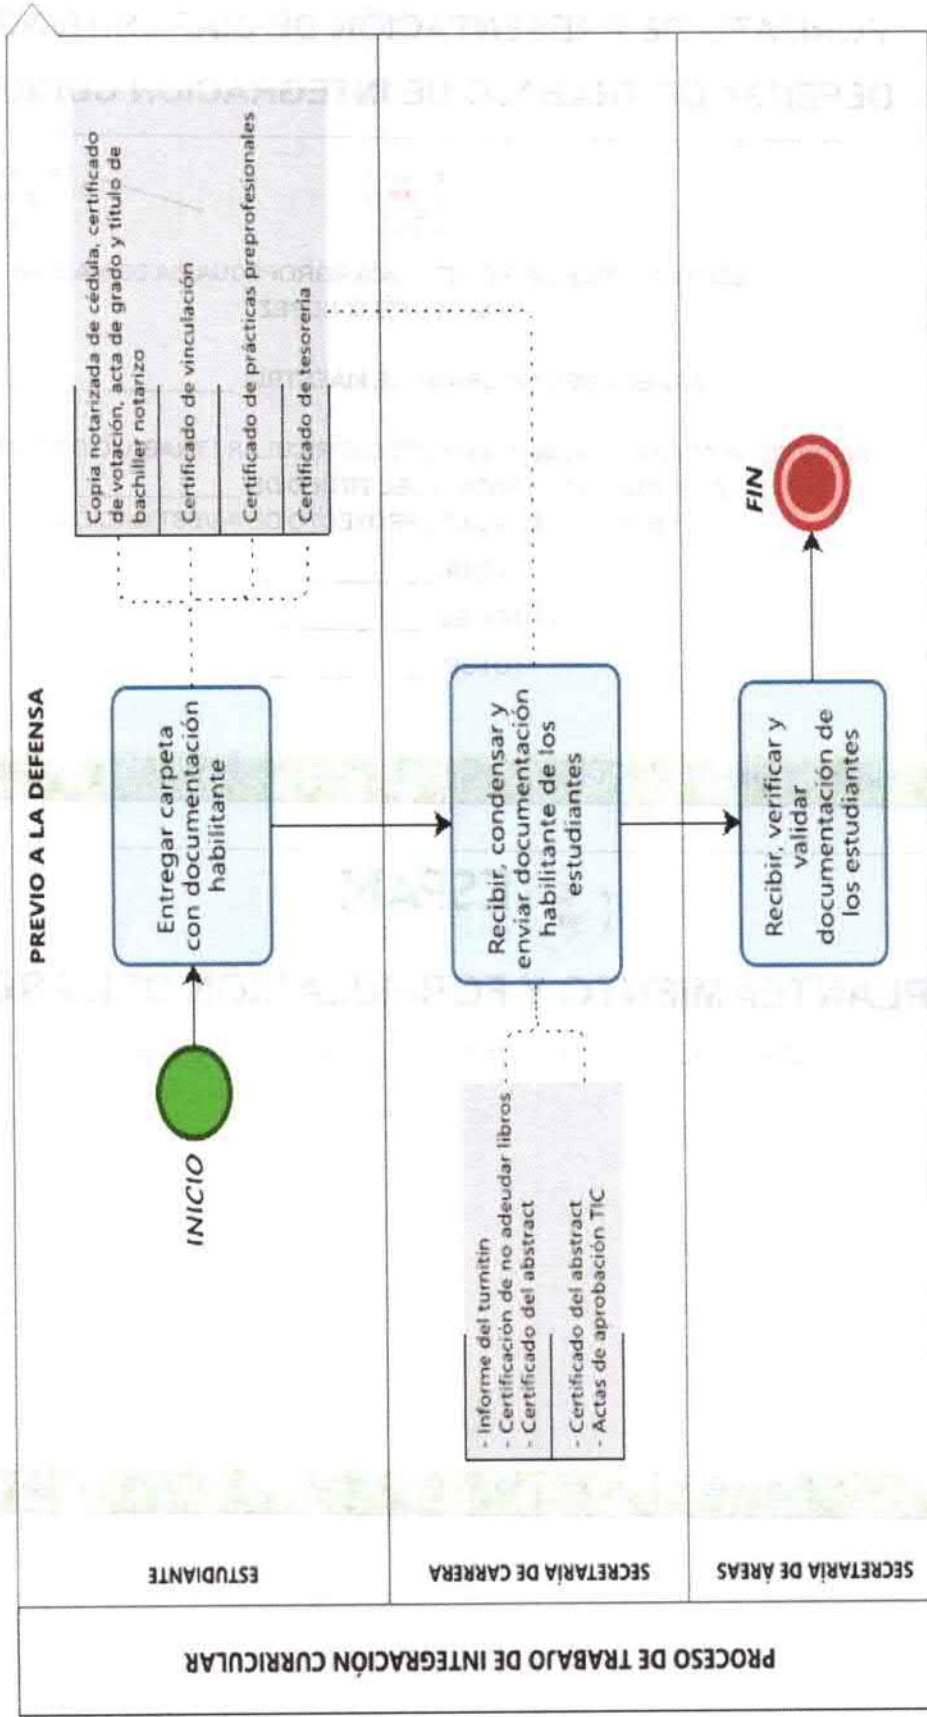 PROCESO DE TRABAJO DE INTEGRACIÓN CURRICULAR
PREVIO A LA DEFENSA
ESTUDIANTE
INICIO
Entregar carpeta
con documentación
habilitante
Copia notarizada de cédula, certificado
de votación, acta de grado y título de
bachiller notarizo
Certificado de vinculación
Certificado de prácticas preprofesionales
Certificado de tesorería
SECRETARÍA DE CARRERA
- Informe del turnitin
- Certificación de no adeudar libros
- Certificado del abstract
- Certificado del abstract
- Actas de aprobación TIC
Recibir, condensar y
enviar documentación
habilitante de los
estudiantes
SECRETARÍA DE ÁREAS
Recibir, verificar y
validar
documentación de
los estudiantes
FIN